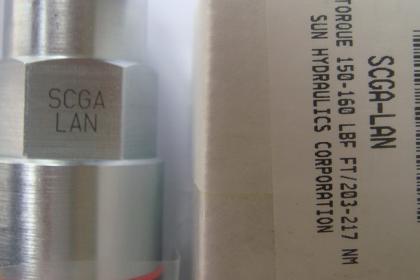 SCGA
LAN
SCGA-LAN
TORQUE 150-160 LBF FT/203-217 NM
SUN HYDRAULICS CORPORATION